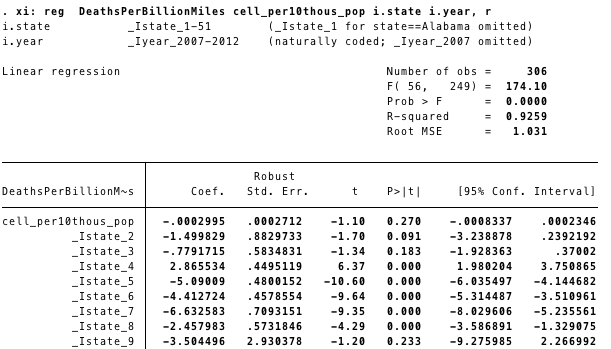 . xi: reg  DeathsPerBillionMiles cell_per10thous_pop i.state i.year, r
i.state           _Istate_1-51        (_Istate_1 for state==Alabama omitted)
i.year            _Iyear_2007-2012    (naturally coded; _Iyear_2007 omitted)
Linear regression                                      Number of obs =     306
F( 56,   249) =  174.10
Prob > F      =  0.0000
R-squared     =  0.9259
Root MSE      =   1.031
Robust
DeathsPerBillionM~s       Coef.   Std. Err.      t    P>|t|     [95% Conf. Interval]
cell_per10thous_pop   -.0002995   .0002712    -1.10   0.270    -.0008337    .0002346
_Istate_2   -1.499829   .8829733    -1.70   0.091    -3.238878    .2392192
_Istate_3   -.7791715   .5834831    -1.34   0.183    -1.928363      .37002
_Istate_4    2.865534   .4495119     6.37   0.000     1.980204    3.750865
_Istate_5    -5.09009   .4800152   -10.60   0.000    -6.035497   -4.144682
_Istate_6   -4.412724   .4578554    -9.64   0.000    -5.314487   -3.510961
_Istate_7   -6.632583   .7093151    -9.35   0.000    -8.029606   -5.235561
_Istate_8   -2.457983   .5731846    -4.29   0.000    -3.586891   -1.329075
_Istate_9   -3.504496   2.930378    -1.20   0.233    -9.275985    2.266992